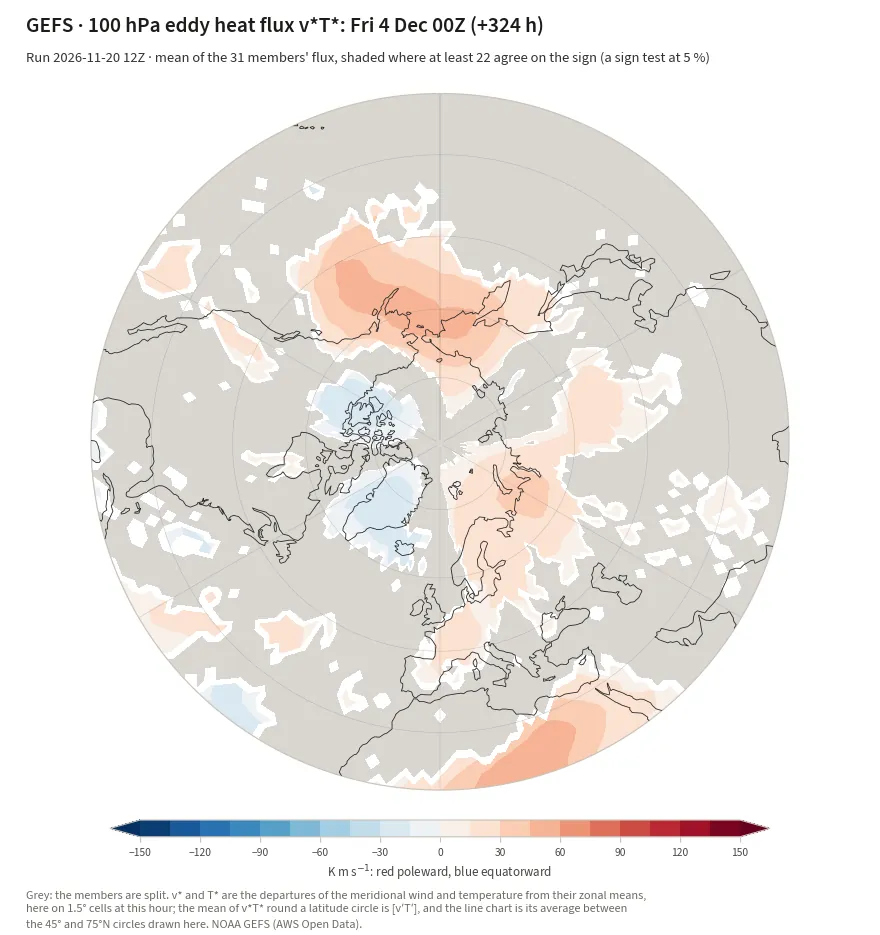 GEFS · 100 hPa eddy heat flux v*T*: Fri 4 Dec 00Z (+324 h)
Run 2026-11-20 12Z · mean of the 31 members' flux, shaded where at least 22 agree on the sign (a sign test at 5 %)
−150 −120 −90 −60 −30 0 30 60 90 120 150
K m s⁻¹: red poleward, blue equatorward
Grey: the members are split. v* and T* are the departures of the meridional wind and temperature from their zonal means,
here on 1.5° cells at this hour; the mean of v*T* round a latitude circle is [v'T'], and the line chart is its average between
the 45° and 75°N circles drawn here. NOAA GEFS (AWS Open Data).